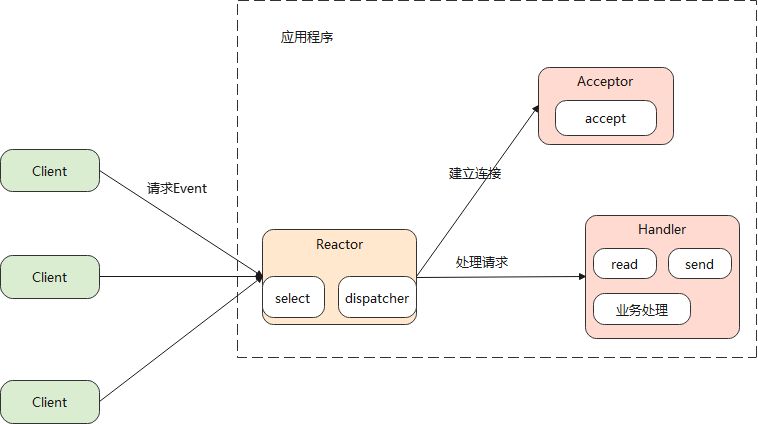 应用程序
Acceptor
accept
Client
请求Event
建立连接
Reactor
select
dispatcher
处理请求
Handler
read
send
业务处理
Client
Client